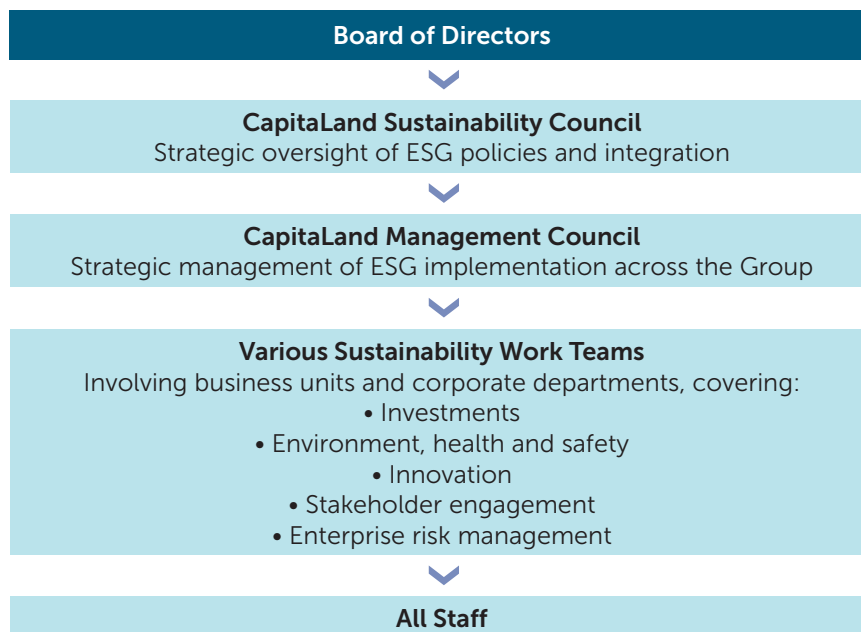 Board of Directors
CapitaLand Sustainability Council
Strategic oversight of ESG policies and integration
CapitaLand Management Council
Strategic management of ESG implementation across the Group
Various Sustainability Work Teams
Involving business units and corporate departments, covering:
• Investments
• Environment, health and safety
• Innovation
• Stakeholder engagement
• Enterprise risk management
All Staff